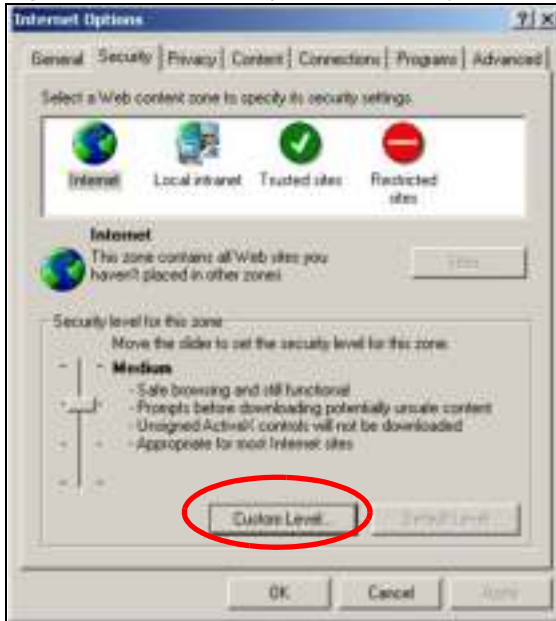 Internet Options
General Security Privacy Content Connections Programs Advanced
Select a Web content zone to specify its security settings.
Internet Local intranet Trusted sites Restricted sites
Internet
This zone contains all Web sites you
haven't placed in other zones
Sites...
Security level for this zone
Move the slider to set the security level for this zone.
Medium
- Safe browsing and still functional
- Prompts before downloading potentially unsafe content
- Unsigned ActiveX controls will not be downloaded
- Appropriate for most Internet sites
Custom Level... Default Level
OK Cancel Apply